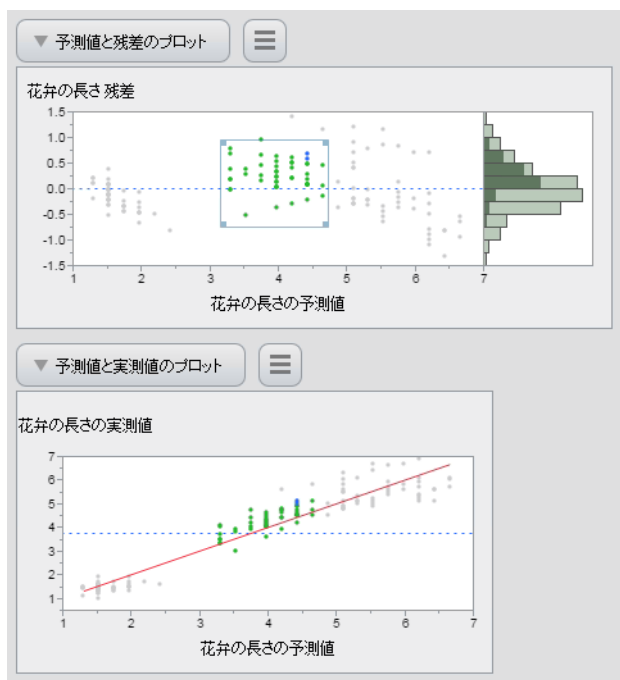 予測値と残差のプロット
花弁の長さ 残差
1.5
1.0
0.5
0.0
-0.5
-1.0
-1.5
1 2 3 4 5 6 7
花弁の長さの予測値
予測値と実測値のプロット
花弁の長さの実測値
7
6
5
4
3
2
1
1 2 3 4 5 6 7
花弁の長さの予測値